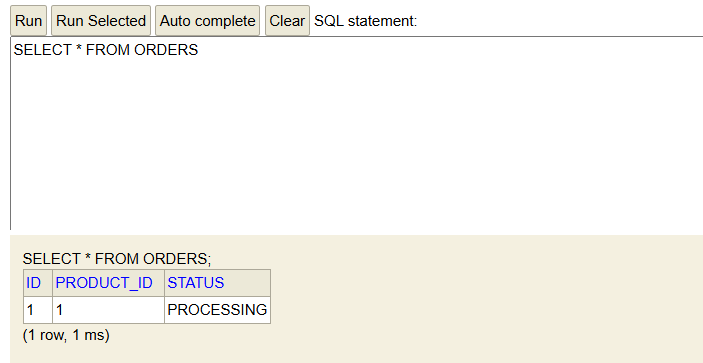 Run Run Selected Auto complete Clear SQL statement:
SELECT * FROM ORDERS
SELECT * FROM ORDERS;
ID PRODUCT_ID STATUS
1 1 PROCESSING
(1 row, 1 ms)